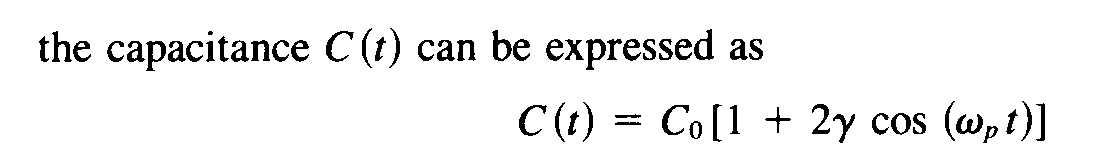 the capacitance C(t) can be expressed as
C(t) = C₀[1 + 2γ cos (ωₚt)]